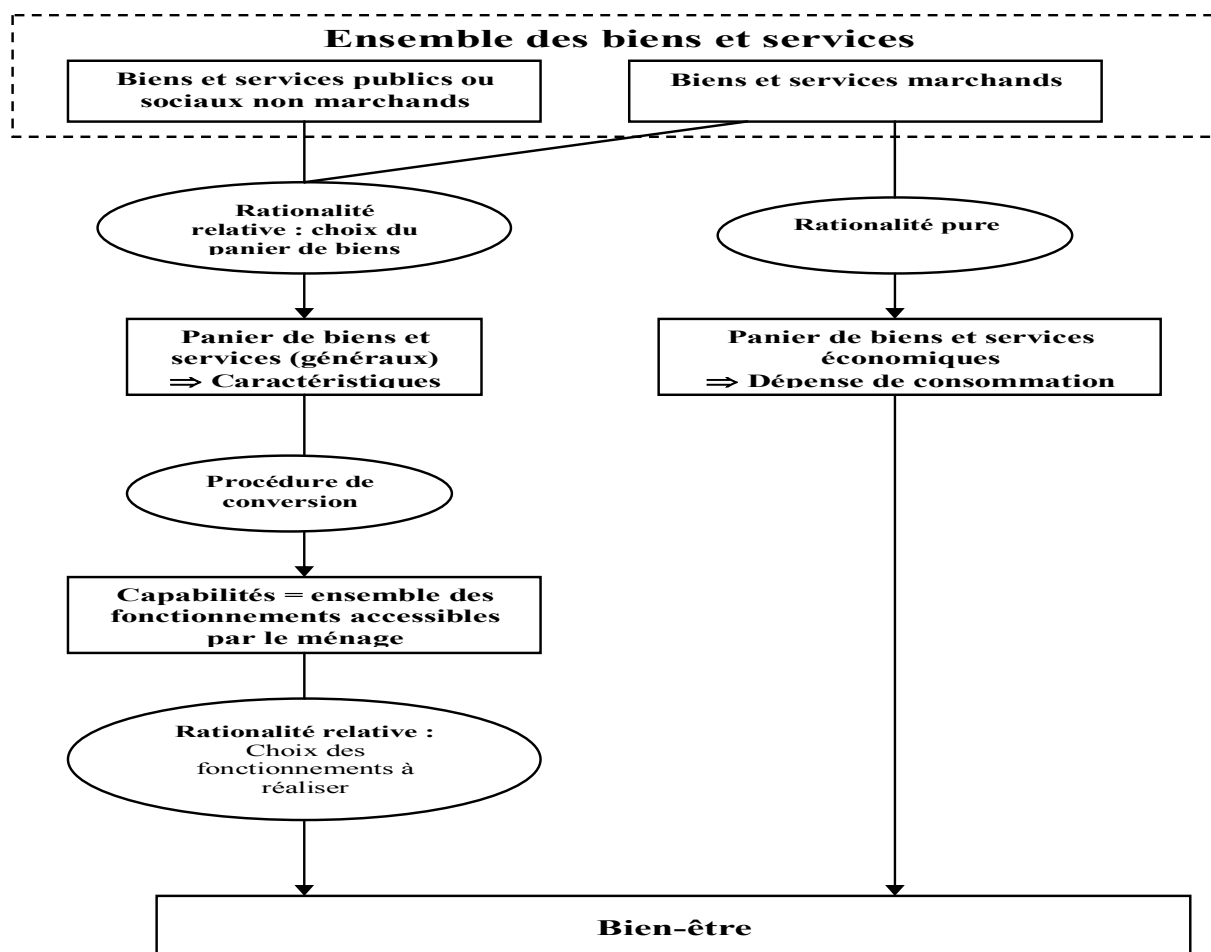 Ensemble des biens et services
Biens et services publics ou
sociaux non marchands
Biens et services marchands
Rationalité
relative : choix du
panier de biens
Rationalité pure
Panier de biens et
services (généraux)
⇒ Caractéristiques
Panier de biens et services
économiques
⇒ Dépense de consommation
Procédure de
conversion
Capabilités = ensemble des
fonctionnements accessibles
par le ménage
Rationalité relative :
Choix des
fonctionnements à
réaliser
Bien-être